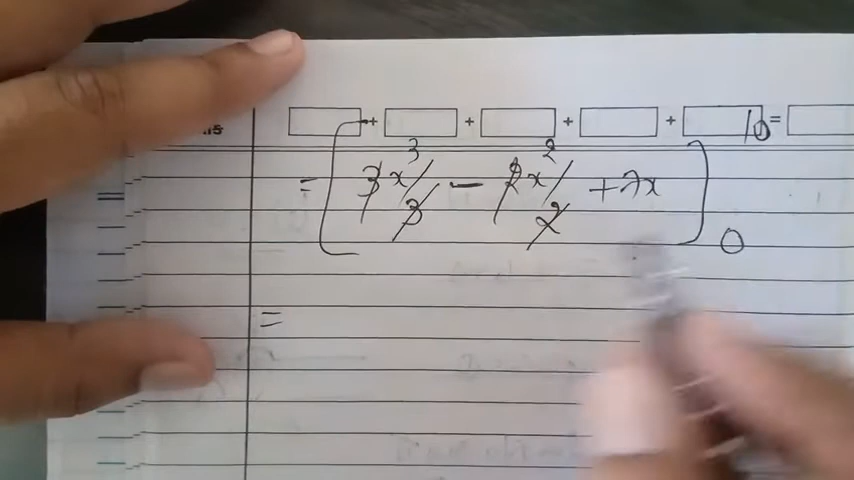 + + + + =
10
= [3x³/3 - 2x²/2 + 7x]
0
=